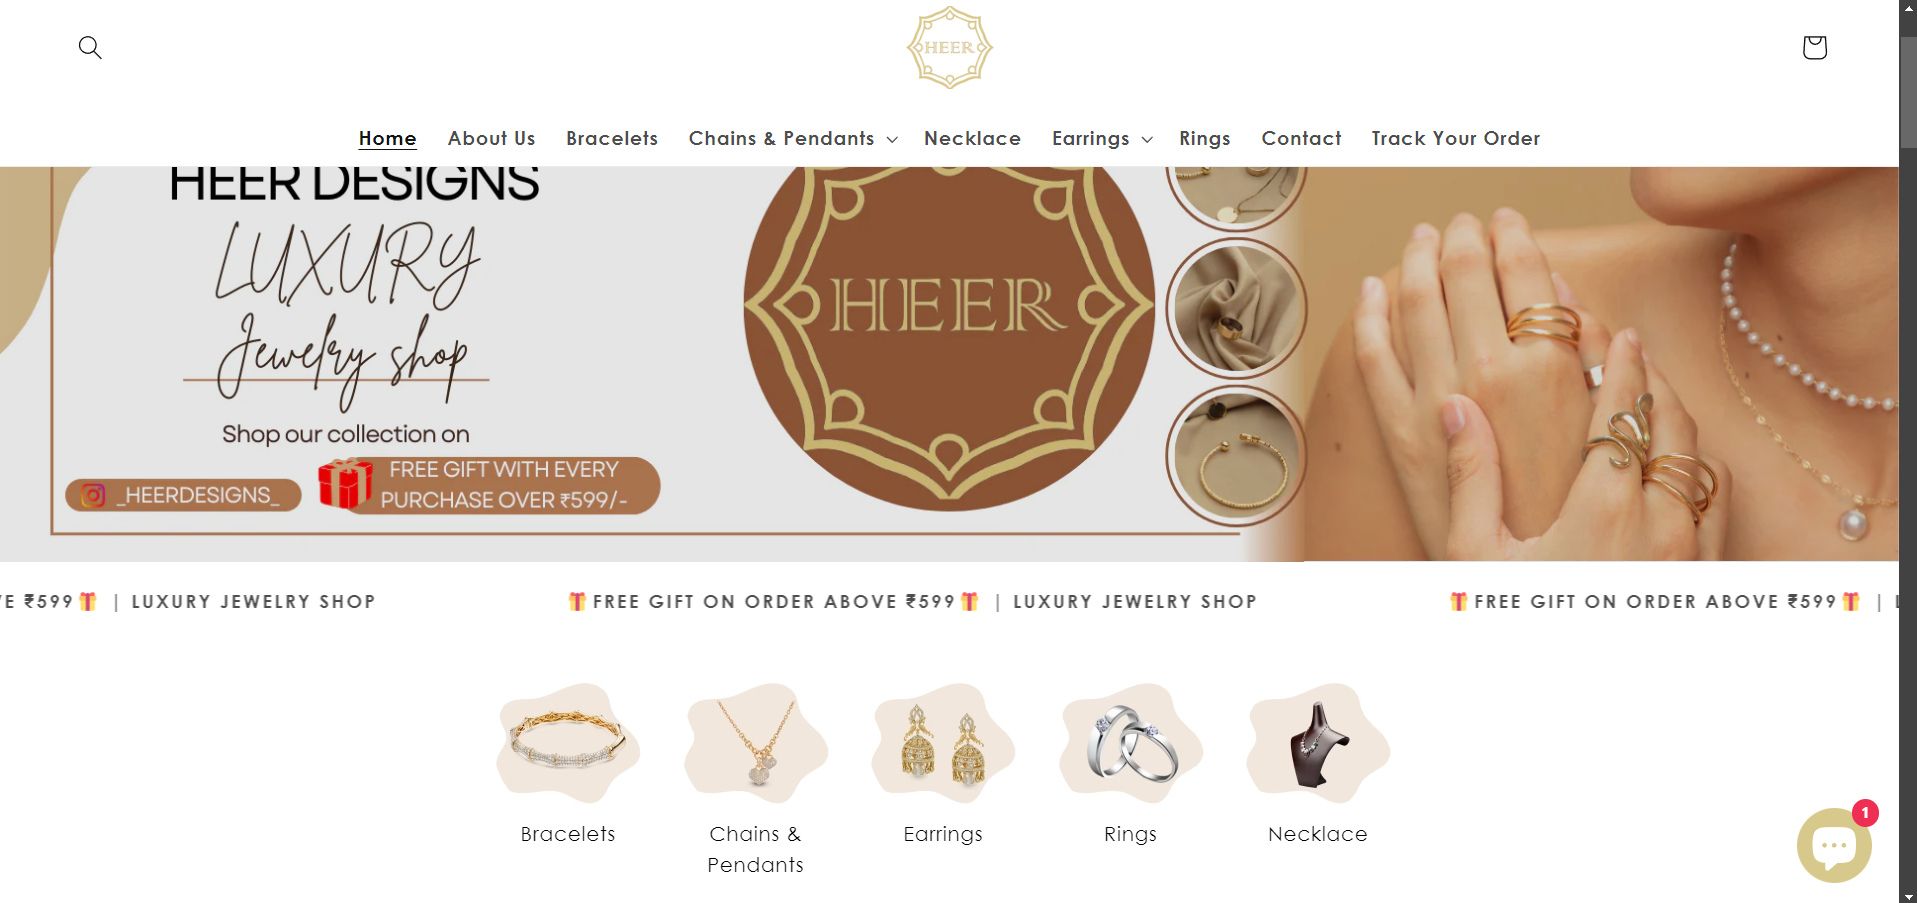 HEER
Home
About Us
Bracelets
Chains & Pendants
Necklace
Earrings
Rings
Contact
Track Your Order
HEER DESIGNS
LUXURY
Jewelry shop
Shop our collection on
_HEERDESIGNS_
FREE GIFT WITH EVERY
PURCHASE OVER ₹599/-
HEER
E ₹599🎁 | LUXURY JEWELRY SHOP
🎁FREE GIFT ON ORDER ABOVE ₹599🎁 | LUXURY JEWELRY SHOP
🎁FREE GIFT ON ORDER ABOVE ₹599🎁 |
Bracelets
Chains &
Pendants
Earrings
Rings
Necklace
1